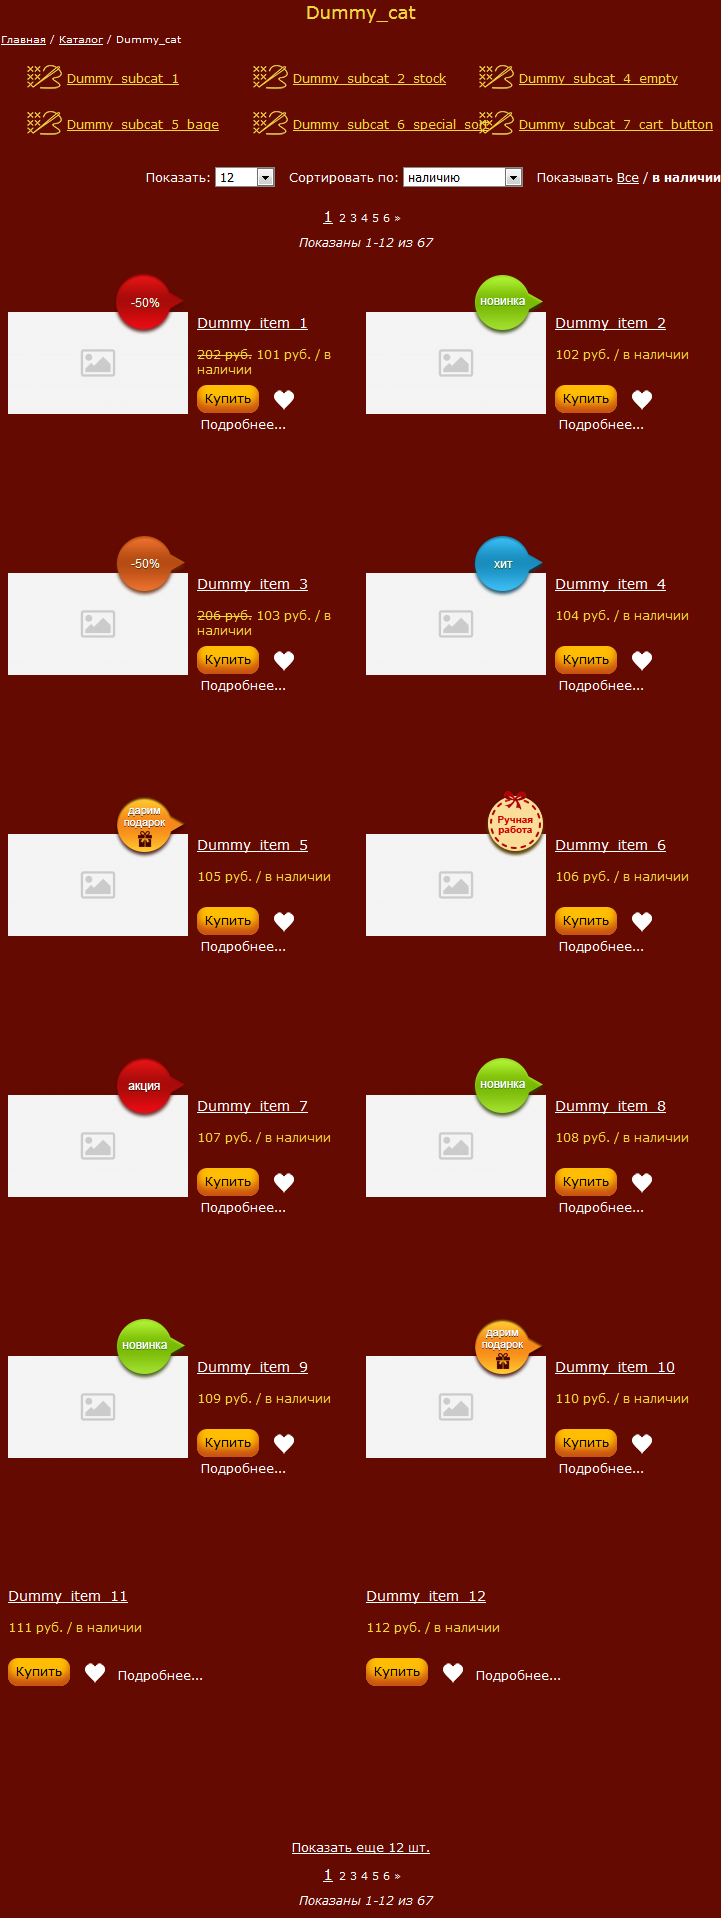 Dummy_cat
Главная / Каталог / Dummy_cat
Dummy_subcat_1 Dummy_subcat_2_stock Dummy_subcat_4_empty
Dummy_subcat_5_bage Dummy_subcat_6_special_sort Dummy_subcat_7_cart_button
Показать: 12 Сортировать по: наличию Показывать Все / в наличии
1 2 3 4 5 6 »
Показаны 1-12 из 67
-50% новинка
Dummy_item_1 Dummy_item_2
202 руб. 101 руб. / в 102 руб. / в наличии
наличии
Купить Купить
Подробнее... Подробнее...
-50% хит
Dummy_item_3 Dummy_item_4
206 руб. 103 руб. / в 104 руб. / в наличии
наличии
Купить Купить
Подробнее... Подробнее...
дарим Ручная
подарок работа
Dummy_item_5 Dummy_item_6
105 руб. / в наличии 106 руб. / в наличии
Купить Купить
Подробнее... Подробнее...
акция новинка
Dummy_item_7 Dummy_item_8
107 руб. / в наличии 108 руб. / в наличии
Купить Купить
Подробнее... Подробнее...
новинка дарим
подарок
Dummy_item_9 Dummy_item_10
109 руб. / в наличии 110 руб. / в наличии
Купить Купить
Подробнее... Подробнее...
Dummy_item_11 Dummy_item_12
111 руб. / в наличии 112 руб. / в наличии
Купить Подробнее... Купить Подробнее...
Показать еще 12 шт.
1 2 3 4 5 6 »
Показаны 1-12 из 67